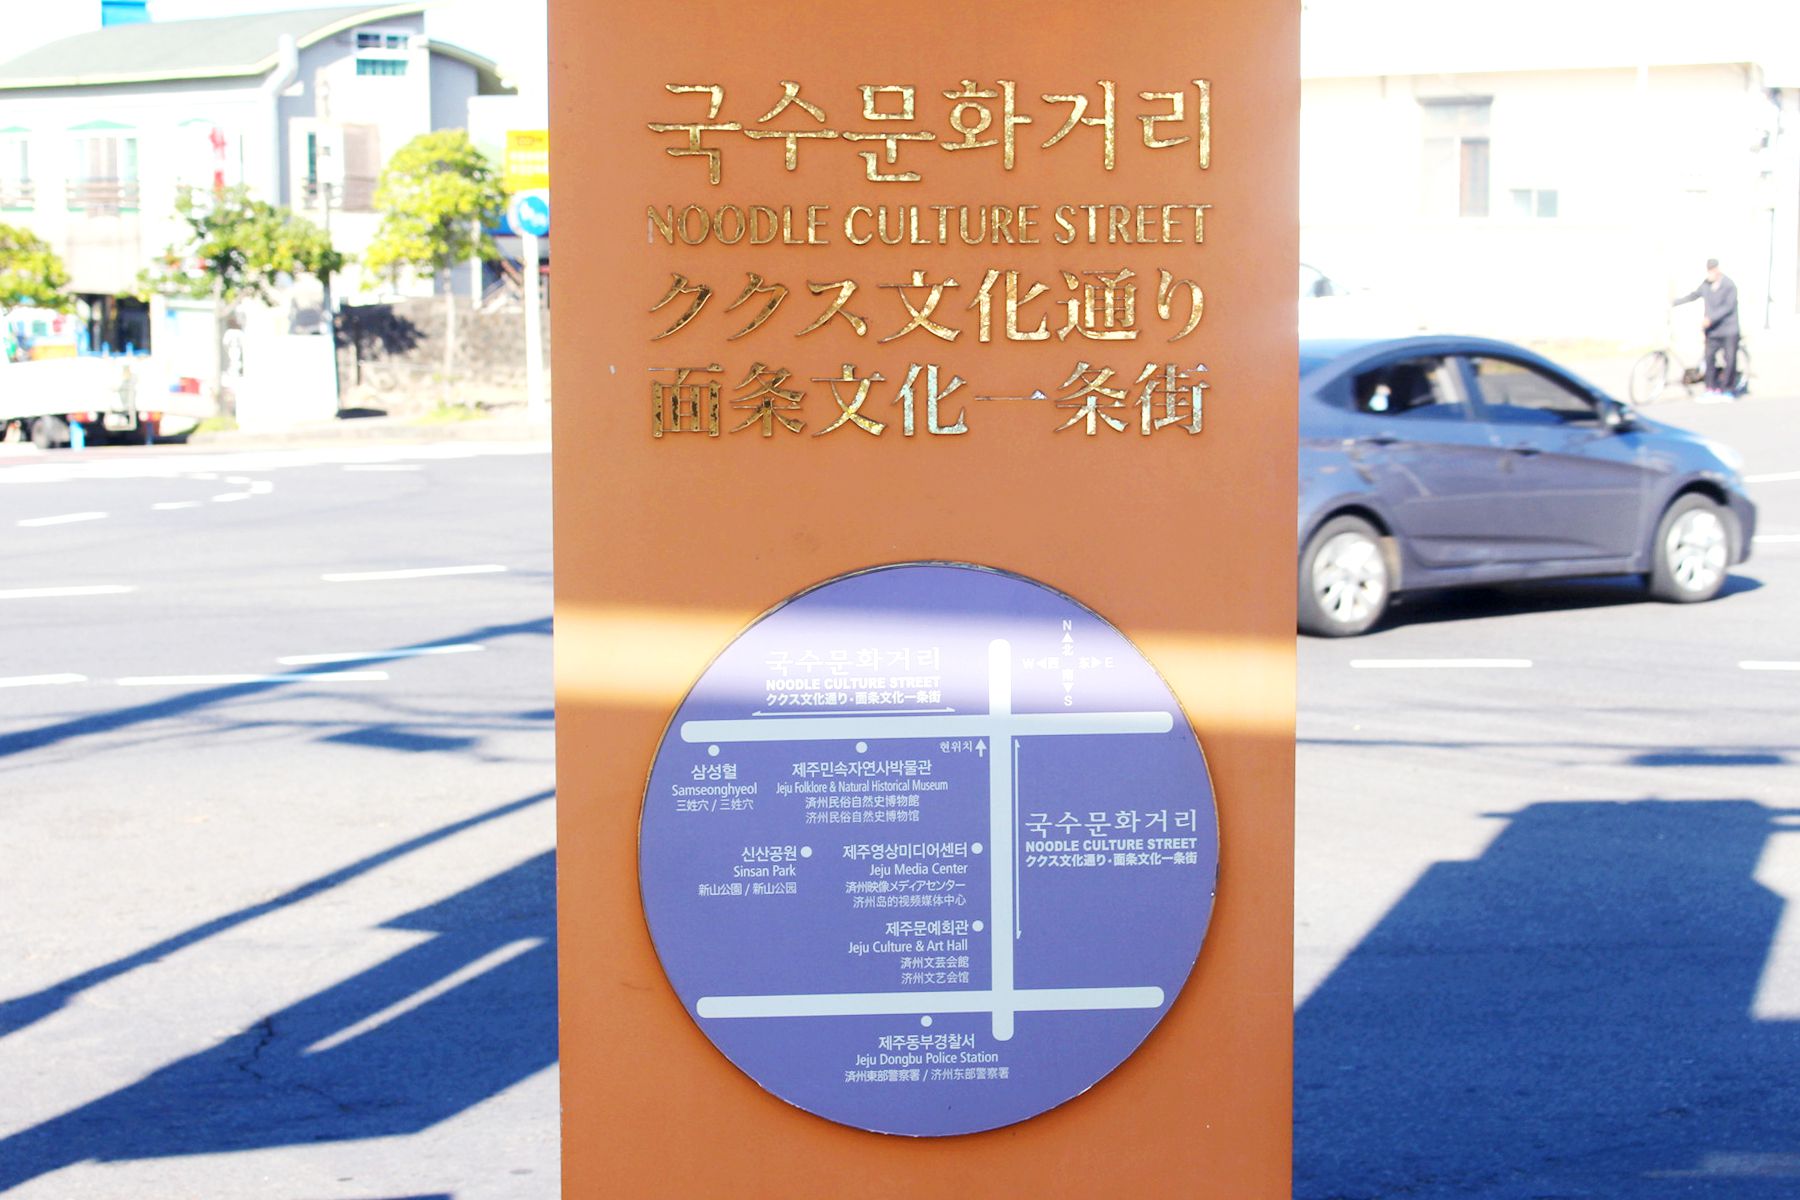 국수문화거리
NOODLE CULTURE STREET
ククス文化通り
面条文化一条街
국수문화거리
NOODLE CULTURE STREET
ククス文化通り・面条文化一条街
N
北
W 西 东 E
南
S
현위치
삼성혈
Samseonghyeol
三姓穴 / 三姓穴
제주민속자연사박물관
Jeju Folklore & Natural Historical Museum
済州民俗自然史博物館
济州民俗自然史博物馆
국수문화거리
NOODLE CULTURE STREET
ククス文化通り・面条文化一条街
신산공원
Sinsan Park
新山公園 / 新山公园
제주영상미디어센터
Jeju Media Center
済州映像メディアセンター
济州岛的视频媒体中心
제주문예회관
Jeju Culture & Art Hall
済州文芸会館
济州文艺会馆
제주동부경찰서
Jeju Dongbu Police Station
済州東部警察署 / 济州东部警察署